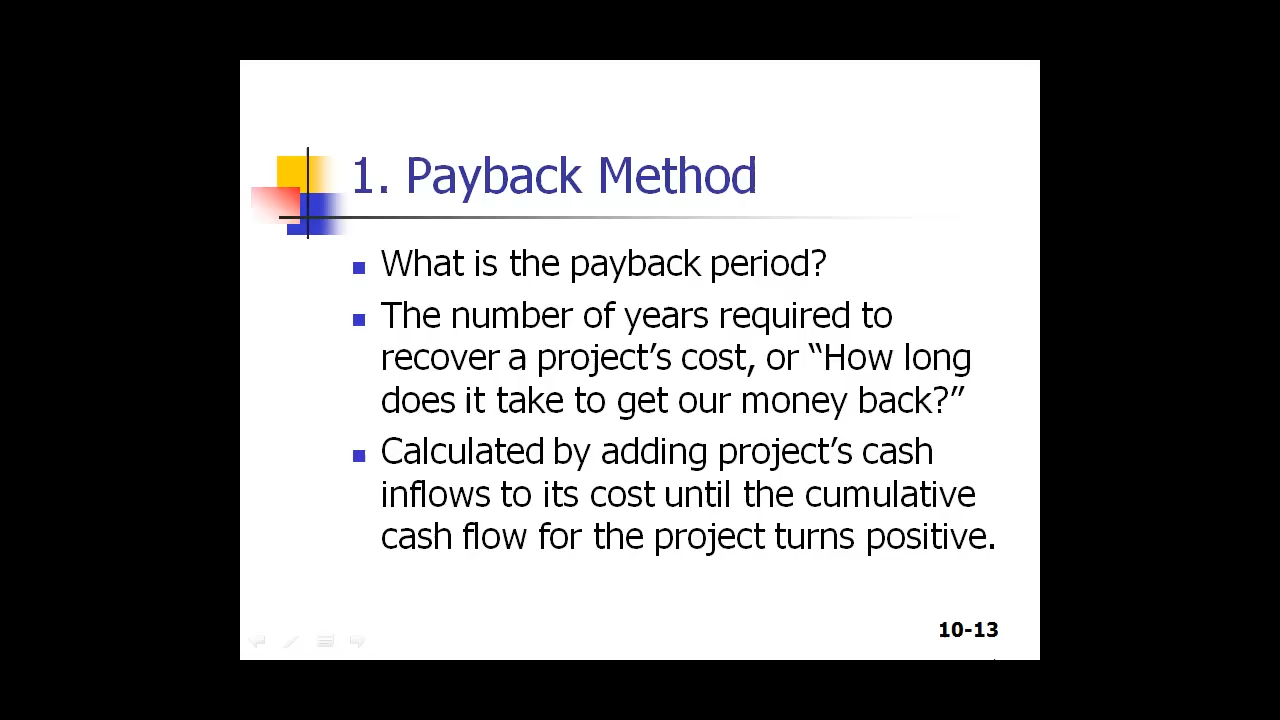 1. Payback Method
What is the payback period?
The number of years required to
recover a project’s cost, or “How long
does it take to get our money back?”
Calculated by adding project’s cash
inflows to its cost until the cumulative
cash flow for the project turns positive.
10-13